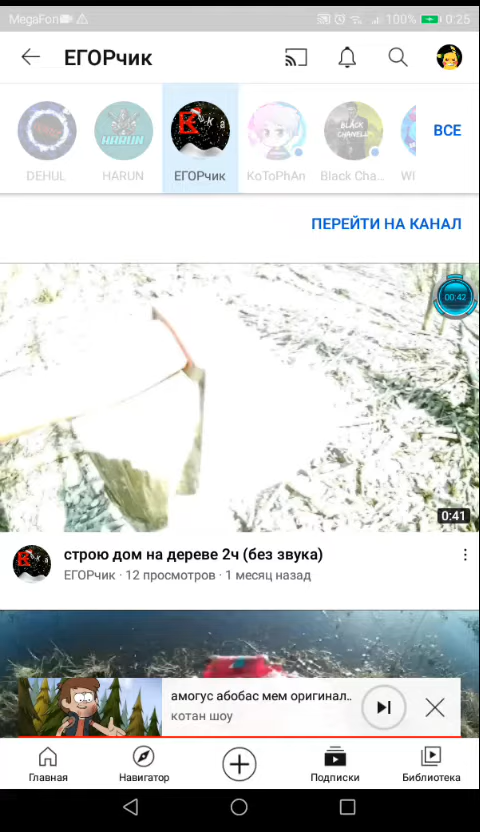 MegaFon 100% 0:25
ЕГОРчик
ВСЕ
DEHUL HARUN ЕГОРчик KoToPhAn Black Cha... WI
ПЕРЕЙТИ НА КАНАЛ
00:42
0:41
строю дом на дереве 2ч (без звука)
ЕГОРчик · 12 просмотров · 1 месяц назад
амогус абобас мем оригинал..
котан шоу
Главная Навигатор Подписки Библиотека